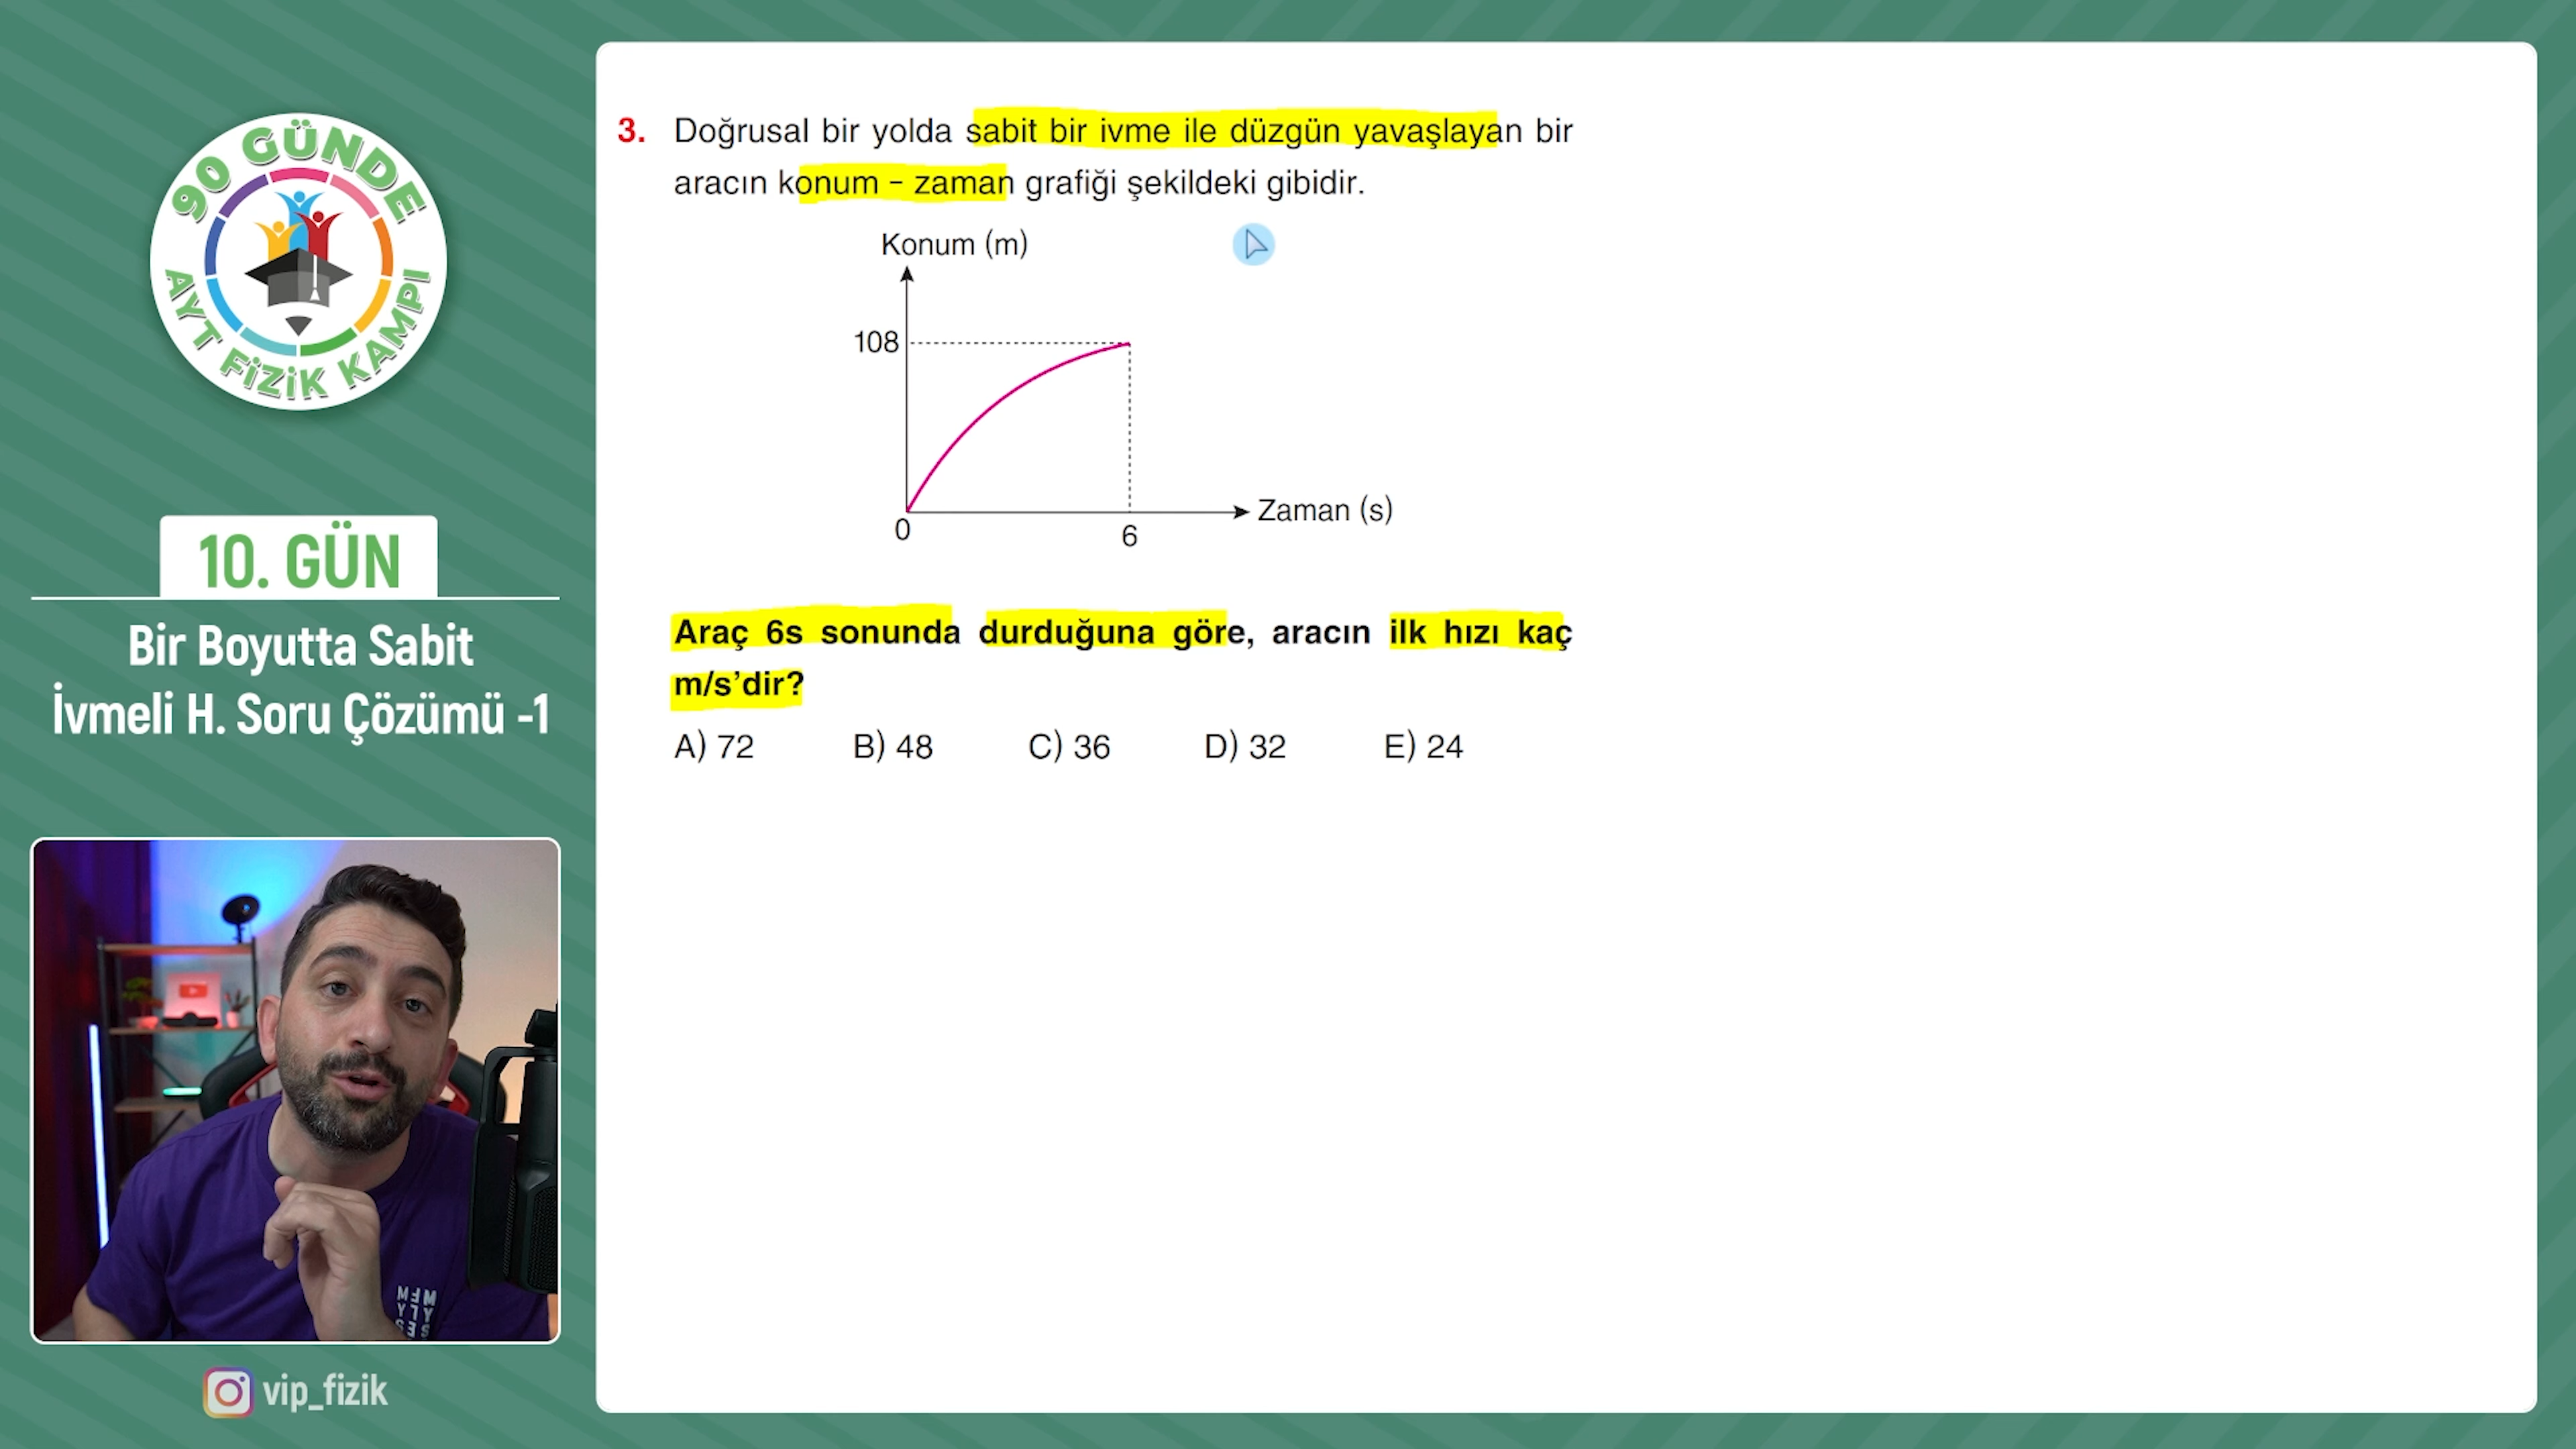 90 GÜNDE
AYT FİZİK KAMPI
10. GÜN
Bir Boyutta Sabit
İvmeli H. Soru Çözümü -1
vip_fizik
3. Doğrusal bir yolda sabit bir ivme ile düzgün yavaşlayan bir
aracın konum – zaman grafiği şekildeki gibidir.
Konum (m)
108
0
6
Zaman (s)
Araç 6s sonunda durduğuna göre, aracın ilk hızı kaç
m/s’dir?
A) 72 B) 48 C) 36 D) 32 E) 24